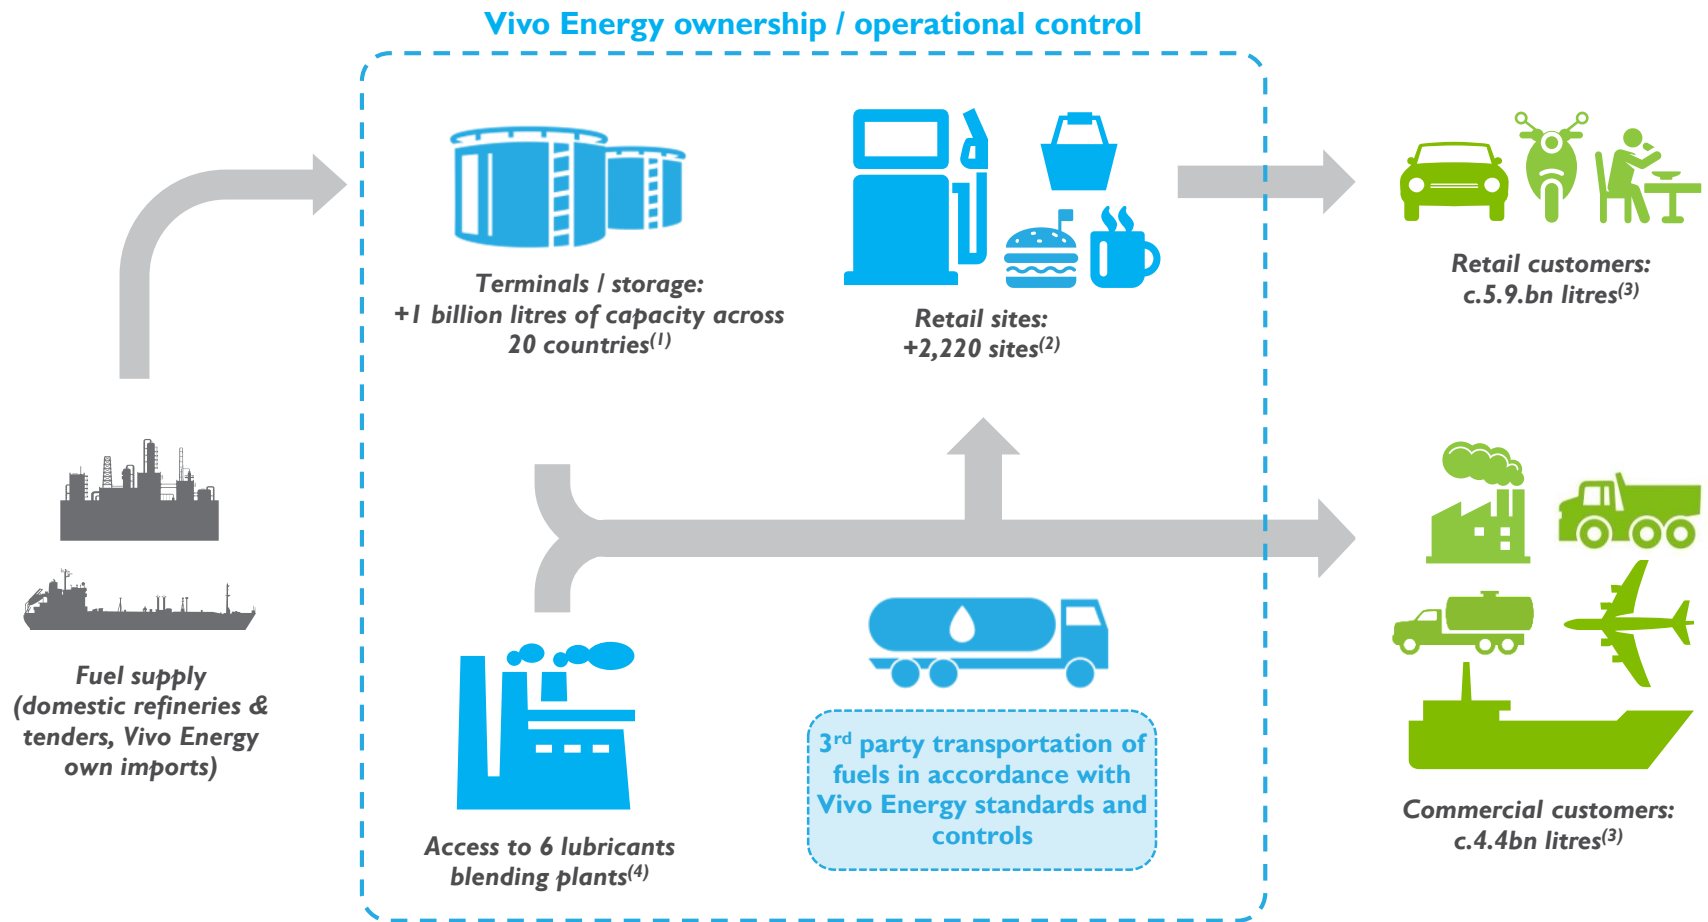 Vivo Energy ownership / operational control
Terminals / storage:
+1 billion litres of capacity across
20 countries(1)
Retail sites:
+2,220 sites(2)
Retail customers:
c.5.9.bn litres(3)
Fuel supply
(domestic refineries &
tenders, Vivo Energy
own imports)
Access to 6 lubricants
blending plants(4)
3rd party transportation of
fuels in accordance with
Vivo Energy standards and
controls
Commercial customers:
c.4.4bn litres(3)